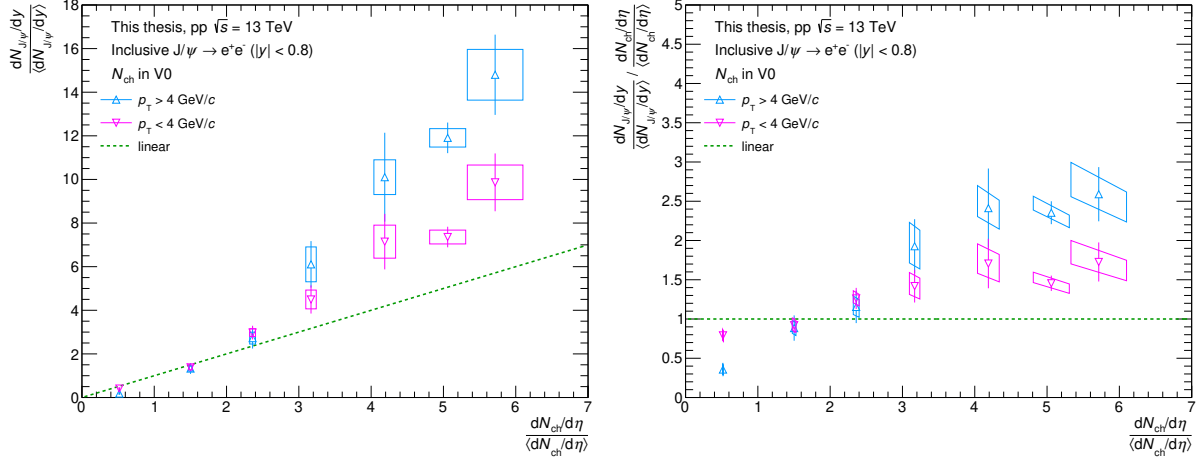 This thesis, pp √s = 13 TeV
Inclusive J/ψ → e⁺e⁻ (|y| < 0.8)
N_ch in V0
p_T > 4 GeV/c
p_T < 4 GeV/c
linear
dN_J/ψ/dy
⟨dN_J/ψ/dy⟩
18
16
14
12
10
8
6
4
2
0
0 1 2 3 4 5 6 7
dN_ch/dη
⟨dN_ch/dη⟩
This thesis, pp √s = 13 TeV
Inclusive J/ψ → e⁺e⁻ (|y| < 0.8)
N_ch in V0
p_T > 4 GeV/c
p_T < 4 GeV/c
linear
dN_J/ψ/dy / dN_ch/dη
⟨dN_J/ψ/dy⟩ ⟨dN_ch/dη⟩
5
4.5
4
3.5
3
2.5
2
1.5
1
0.5
0
0 1 2 3 4 5 6 7
dN_ch/dη
⟨dN_ch/dη⟩